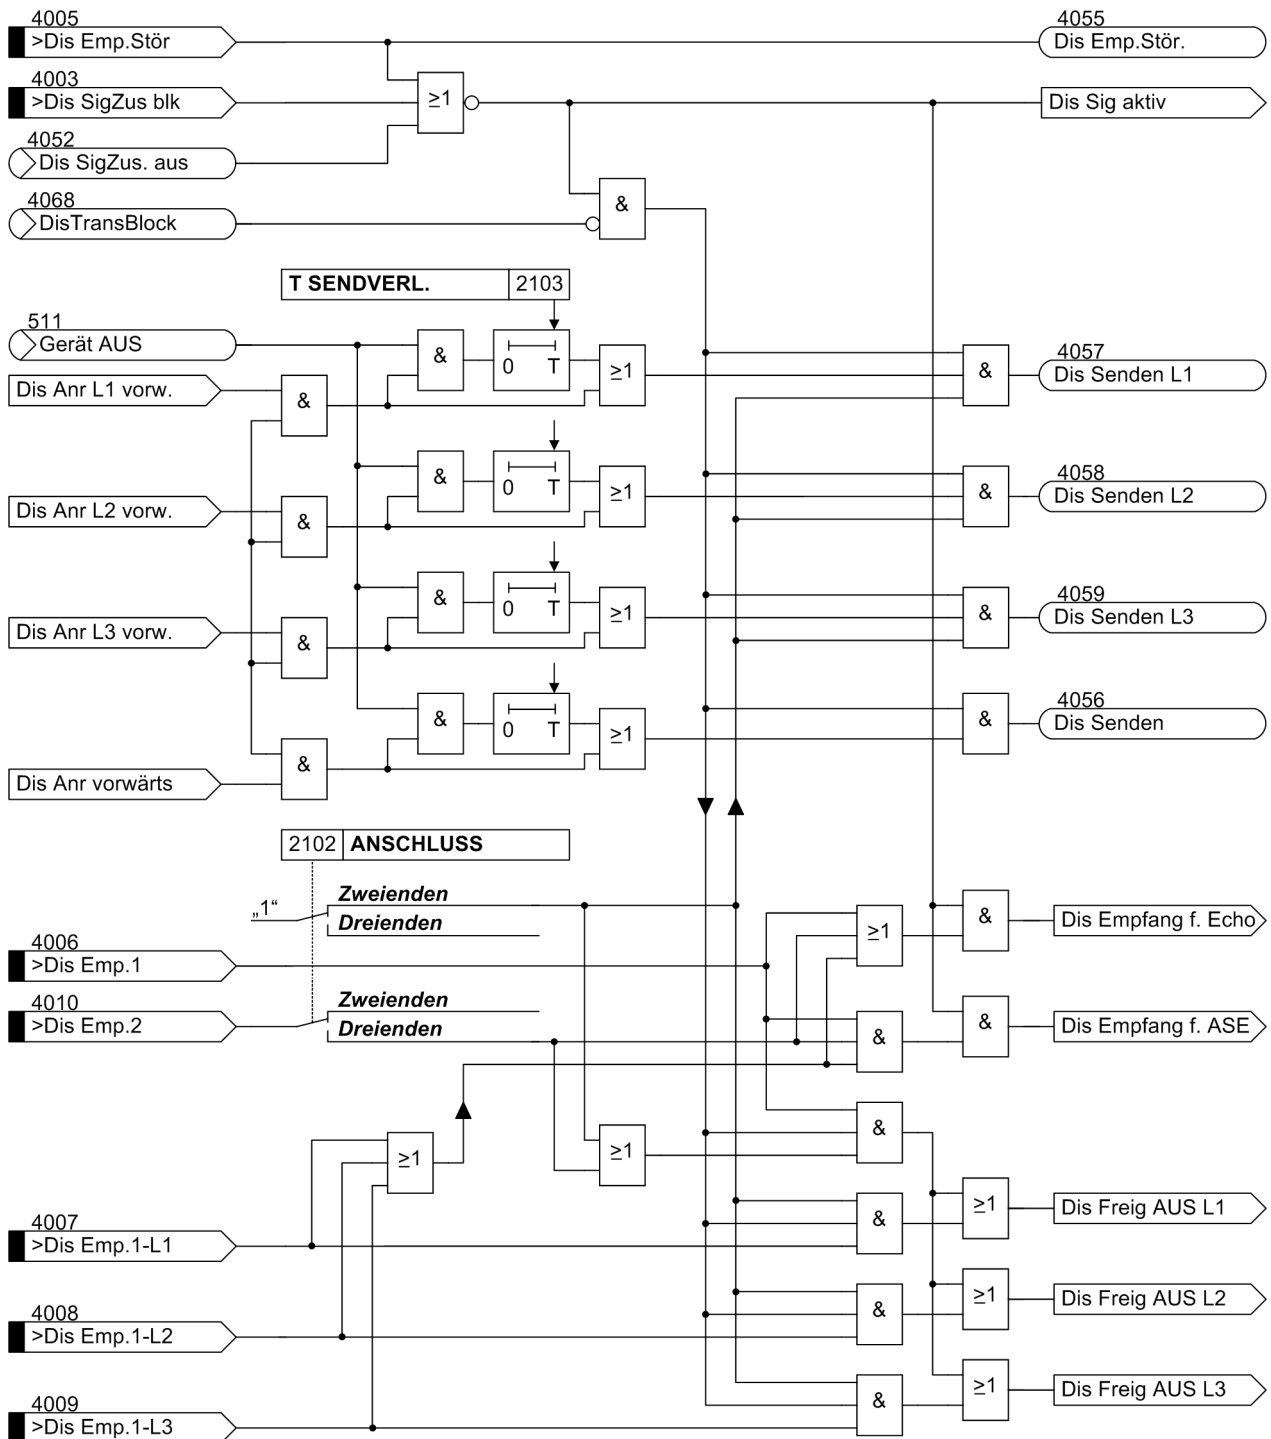 4005
>Dis Emp.Stör
4055
Dis Emp.Stör.
4003
>Dis SigZus blk
≥1
Dis Sig aktiv
4052
Dis SigZus. aus
4068
DisTransBlock
&
T SENDVERL. 2103
511
Gerät AUS
&
0 T
≥1
&
4057
Dis Senden L1
Dis Anr L1 vorw.
&
&
0 T
≥1
&
4058
Dis Senden L2
Dis Anr L2 vorw.
&
&
0 T
≥1
&
4059
Dis Senden L3
Dis Anr L3 vorw.
&
&
0 T
≥1
&
4056
Dis Senden
Dis Anr vorwärts
&
2102 ANSCHLUSS
„1“
Zweienden
Dreienden
≥1
&
Dis Empfang f. Echo
4006
>Dis Emp.1
4010
>Dis Emp.2
Zweienden
Dreienden
&
&
Dis Empfang f. ASE
≥1
≥1
&
4007
>Dis Emp.1-L1
&
≥1
Dis Freig AUS L1
4008
>Dis Emp.1-L2
&
≥1
Dis Freig AUS L2
4009
>Dis Emp.1-L3
&
≥1
Dis Freig AUS L3